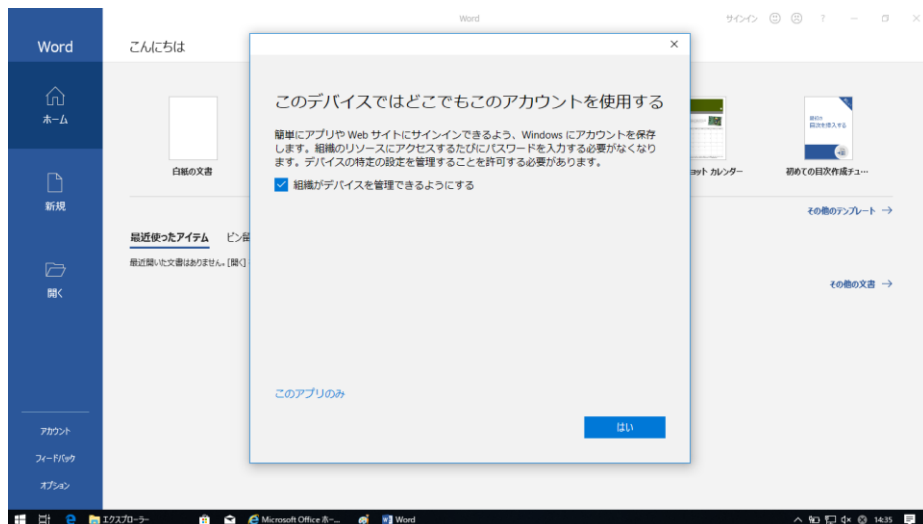 Word
サインイン
?
Word
こんにちは
ホーム
新規
開く
アカウント
フィードバック
オプション
白紙の文書
カレンダー
最初の
目次を挿入する
初めての目次作成チュ…
その他のテンプレート →
最近使ったアイテム
最近開いた文書はありません。[開く]
その他の文書 →
このデバイスではどこでもこのアカウントを使用する
簡単にアプリや Web サイトにサインインできるよう、Windows にアカウントを保存
します。組織のリソースにアクセスするたびにパスワードを入力する必要がなくなり
ます。デバイスの特定の設定を管理することを許可する必要があります。
組織がデバイスを管理できるようにする
このアプリのみ
はい
エクスプローラー
Microsoft Office ホー...
Word
14:35